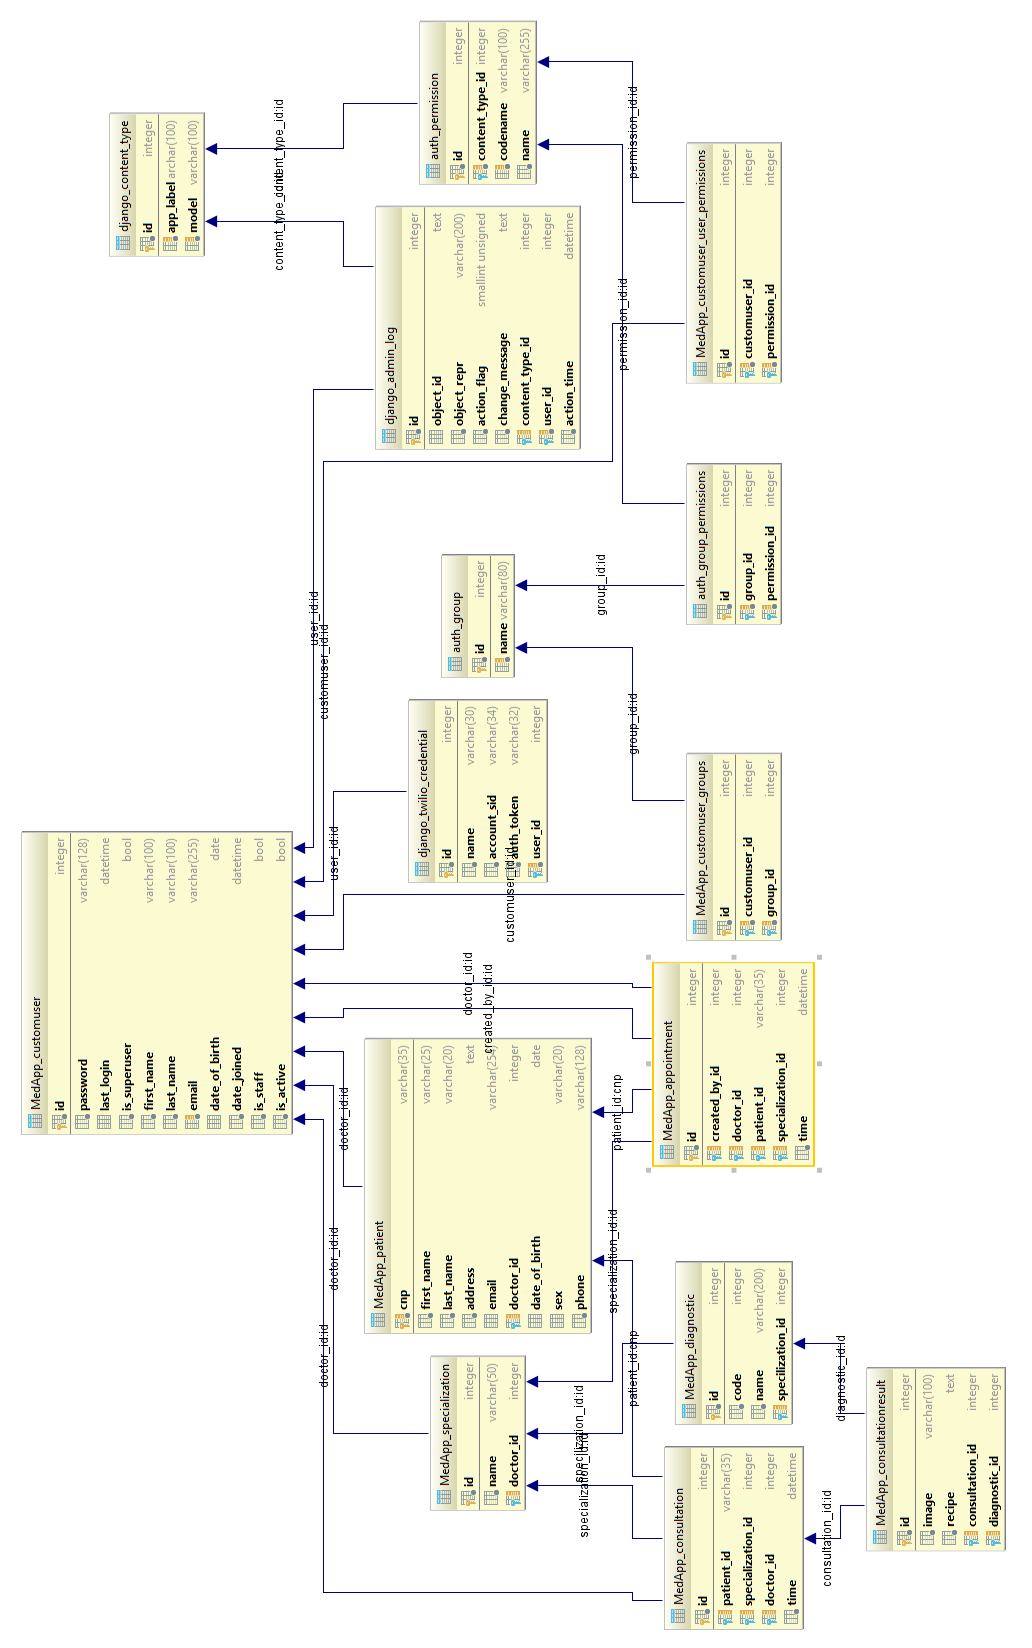 django_content_type
id integer
app_label archar(100)
model varchar(100)
auth_permission
id integer
content_type_id integer
codename varchar(100)
name varchar(255)
content_type_id:id
content_type_id:id
django_admin_log
id integer
object_id text
object_repr varchar(200)
action_flag smallint unsigned
change_message text
content_type_id integer
user_id integer
action_time datetime
permission_id:id
permission_id:id
MedApp_customuser_user_permissions
id integer
customuser_id integer
permission_id integer
auth_group_permissions
id integer
group_id integer
permission_id integer
auth_group
id integer
name varchar(80)
group_id:id
group_id:id
user_id:id
customuser_id:id
django_twilio_credential
id integer
name varchar(30)
account_sid varchar(34)
auth_token varchar(32)
user_id integer
user_id:id
customuser_id:id
MedApp_customuser_groups
id integer
customuser_id integer
group_id integer
MedApp_customuser
id integer
password varchar(128)
last_login datetime
is_superuser bool
first_name varchar(100)
last_name varchar(100)
email varchar(255)
date_of_birth date
date_joined datetime
is_staff bool
is_active bool
doctor_id:id
created_by_id:id
MedApp_appointment
id integer
created_by_id integer
doctor_id integer
patient_id varchar(35)
specialization_id integer
time datetime
MedApp_patient
cnp varchar(35)
first_name varchar(25)
last_name varchar(20)
address text
email varchar(254)
doctor_id integer
date_of_birth date
sex varchar(20)
phone varchar(128)
doctor_id:id
doctor_id:id
doctor_id:id
patient_id:cnp
specialization_id:id
patient_id:cnp
MedApp_specialization
id integer
name varchar(50)
doctor_id integer
specilization_id:id
specialization_id:id
MedApp_diagnostic
id integer
code integer
name varchar(200)
specilization_id integer
diagnostic_id:id
MedApp_consultation
id integer
patient_id varchar(35)
specialization_id integer
doctor_id integer
time datetime
consultation_id:id
MedApp_consultationresult
id integer
image varchar(100)
recipe text
consultation_id integer
diagnostic_id integer